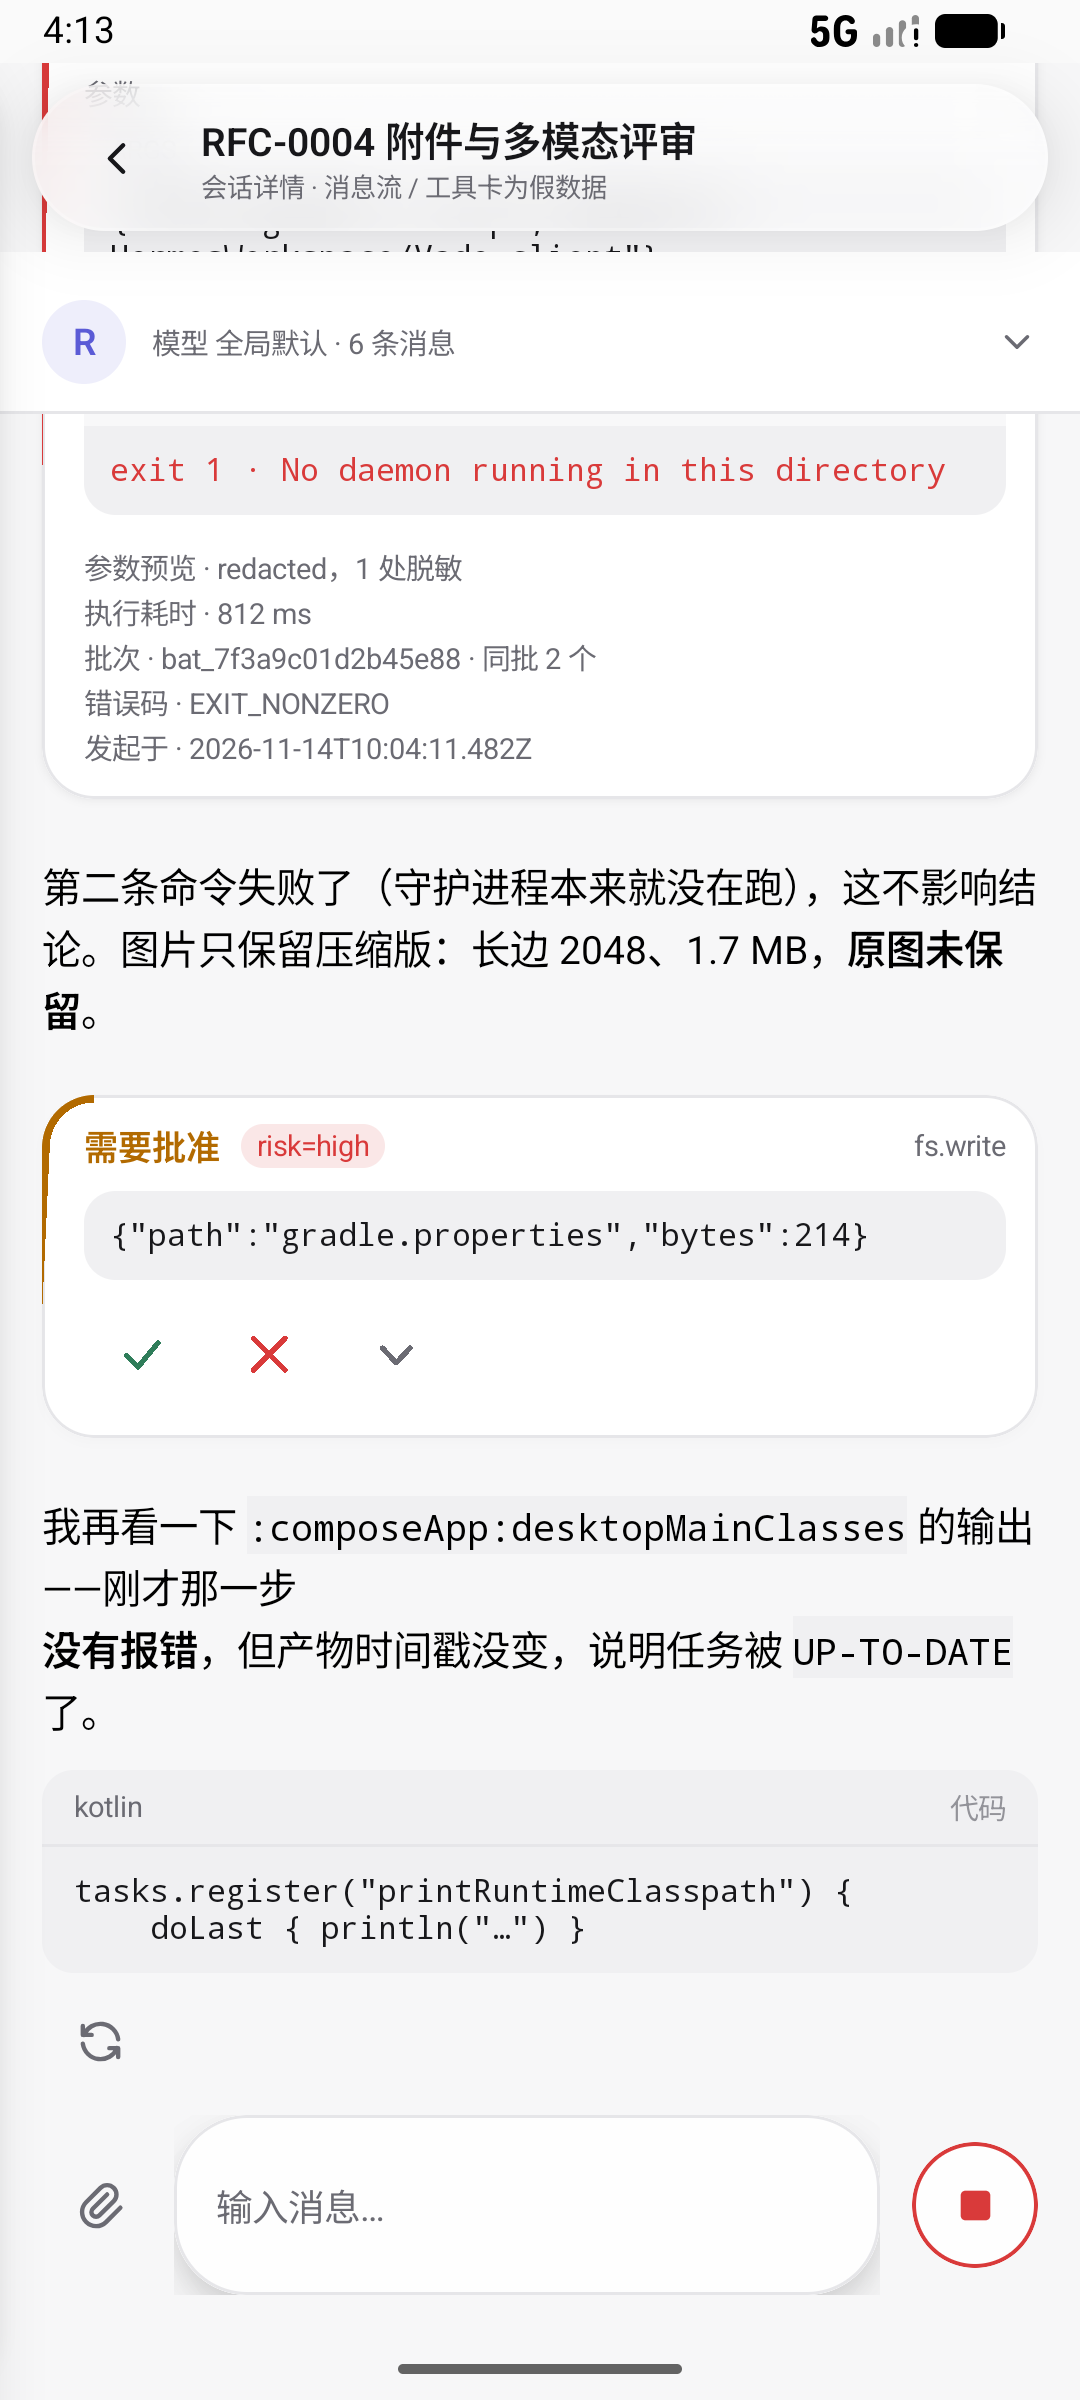 4:13
5G
参数
RFC-0004 附件与多模态评审
会话详情 · 消息流 / 工具卡为假数据
R
模型 全局默认 · 6 条消息
exit 1 · No daemon running in this directory
参数预览 · redacted，1 处脱敏
执行耗时 · 812 ms
批次 · bat_7f3a9c01d2b45e88 · 同批 2 个
错误码 · EXIT_NONZERO
发起于 · 2026-11-14T10:04:11.482Z
第二条命令失败了（守护进程本来就没在跑），这不影响结
论。图片只保留压缩版：长边 2048、1.7 MB，原图未保
留。
需要批准 risk=high fs.write
{"path":"gradle.properties","bytes":214}
我再看一下 :composeApp:desktopMainClasses 的输出
——刚才那一步
没有报错，但产物时间戳没变，说明任务被 UP-TO-DATE
了。
kotlin 代码
tasks.register("printRuntimeClasspath") {
    doLast { println("…") }
输入消息…